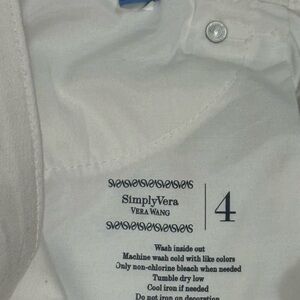 SimplyVera
VERA WANG
4
Wash inside out
Machine wash cold with like colors
Only non-chlorine bleach when needed
Tumble dry low
Cool iron if needed
Do not iron on decoration